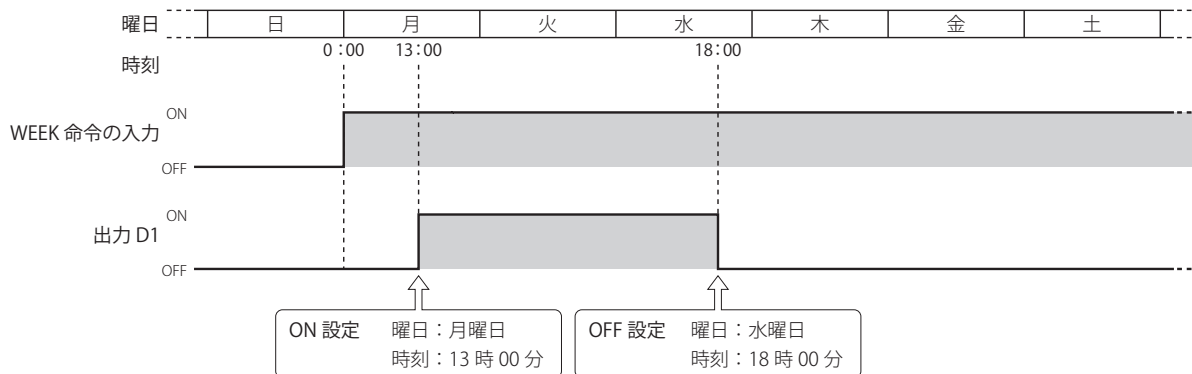 曜日 日 月 火 水 木 金 土
時刻 0:00 13:00 18:00
ON
WEEK 命令の入力
OFF
ON
出力 D1
OFF
ON 設定 曜日：月曜日
時刻：13 時 00 分
OFF 設定 曜日：水曜日
時刻：18 時 00 分